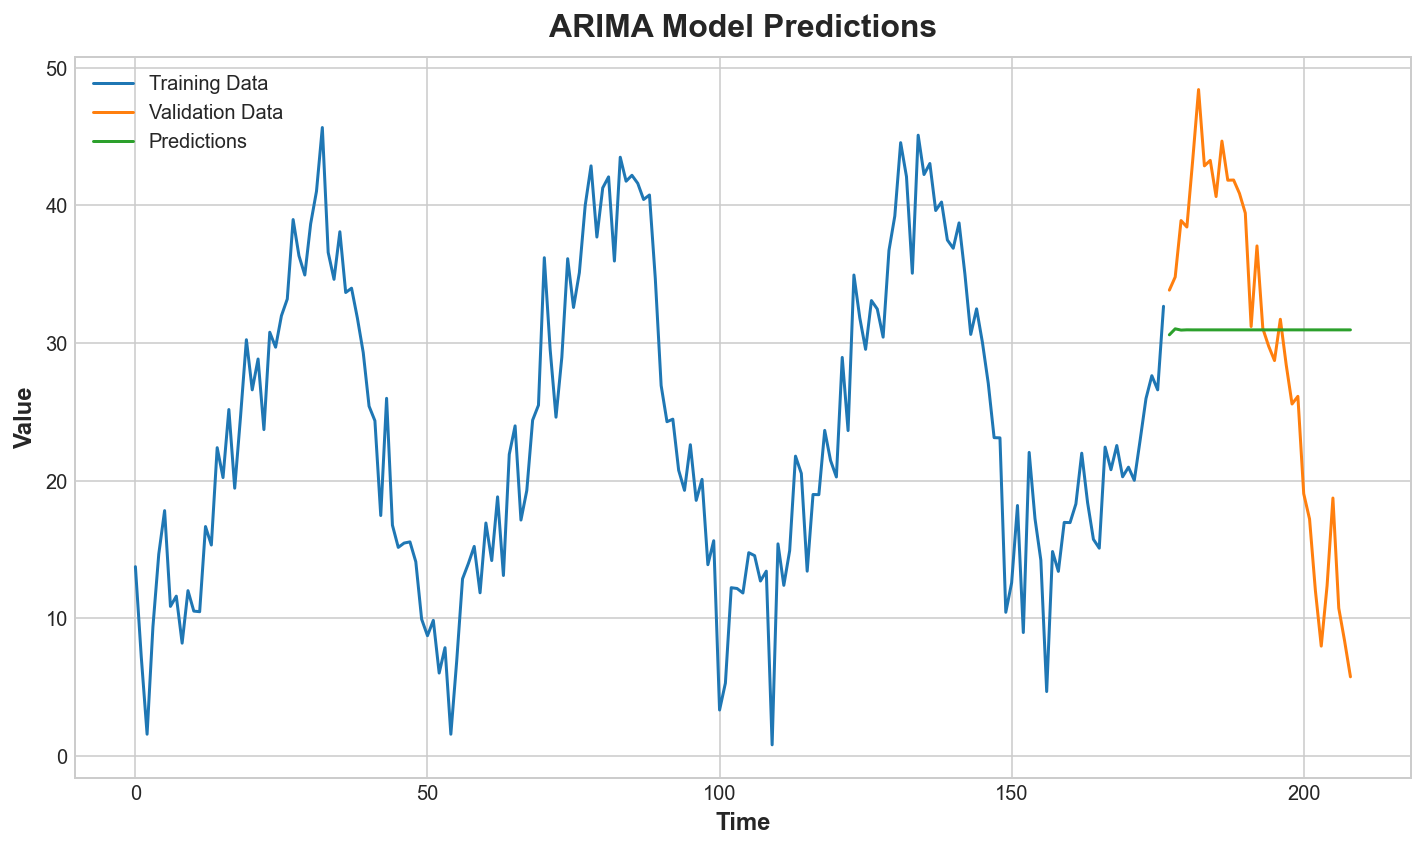 ARIMA Model Predictions
50
Training Data
Validation Data
Predictions
40
30
Value
20
10
0
0 50 100 150 200
Time